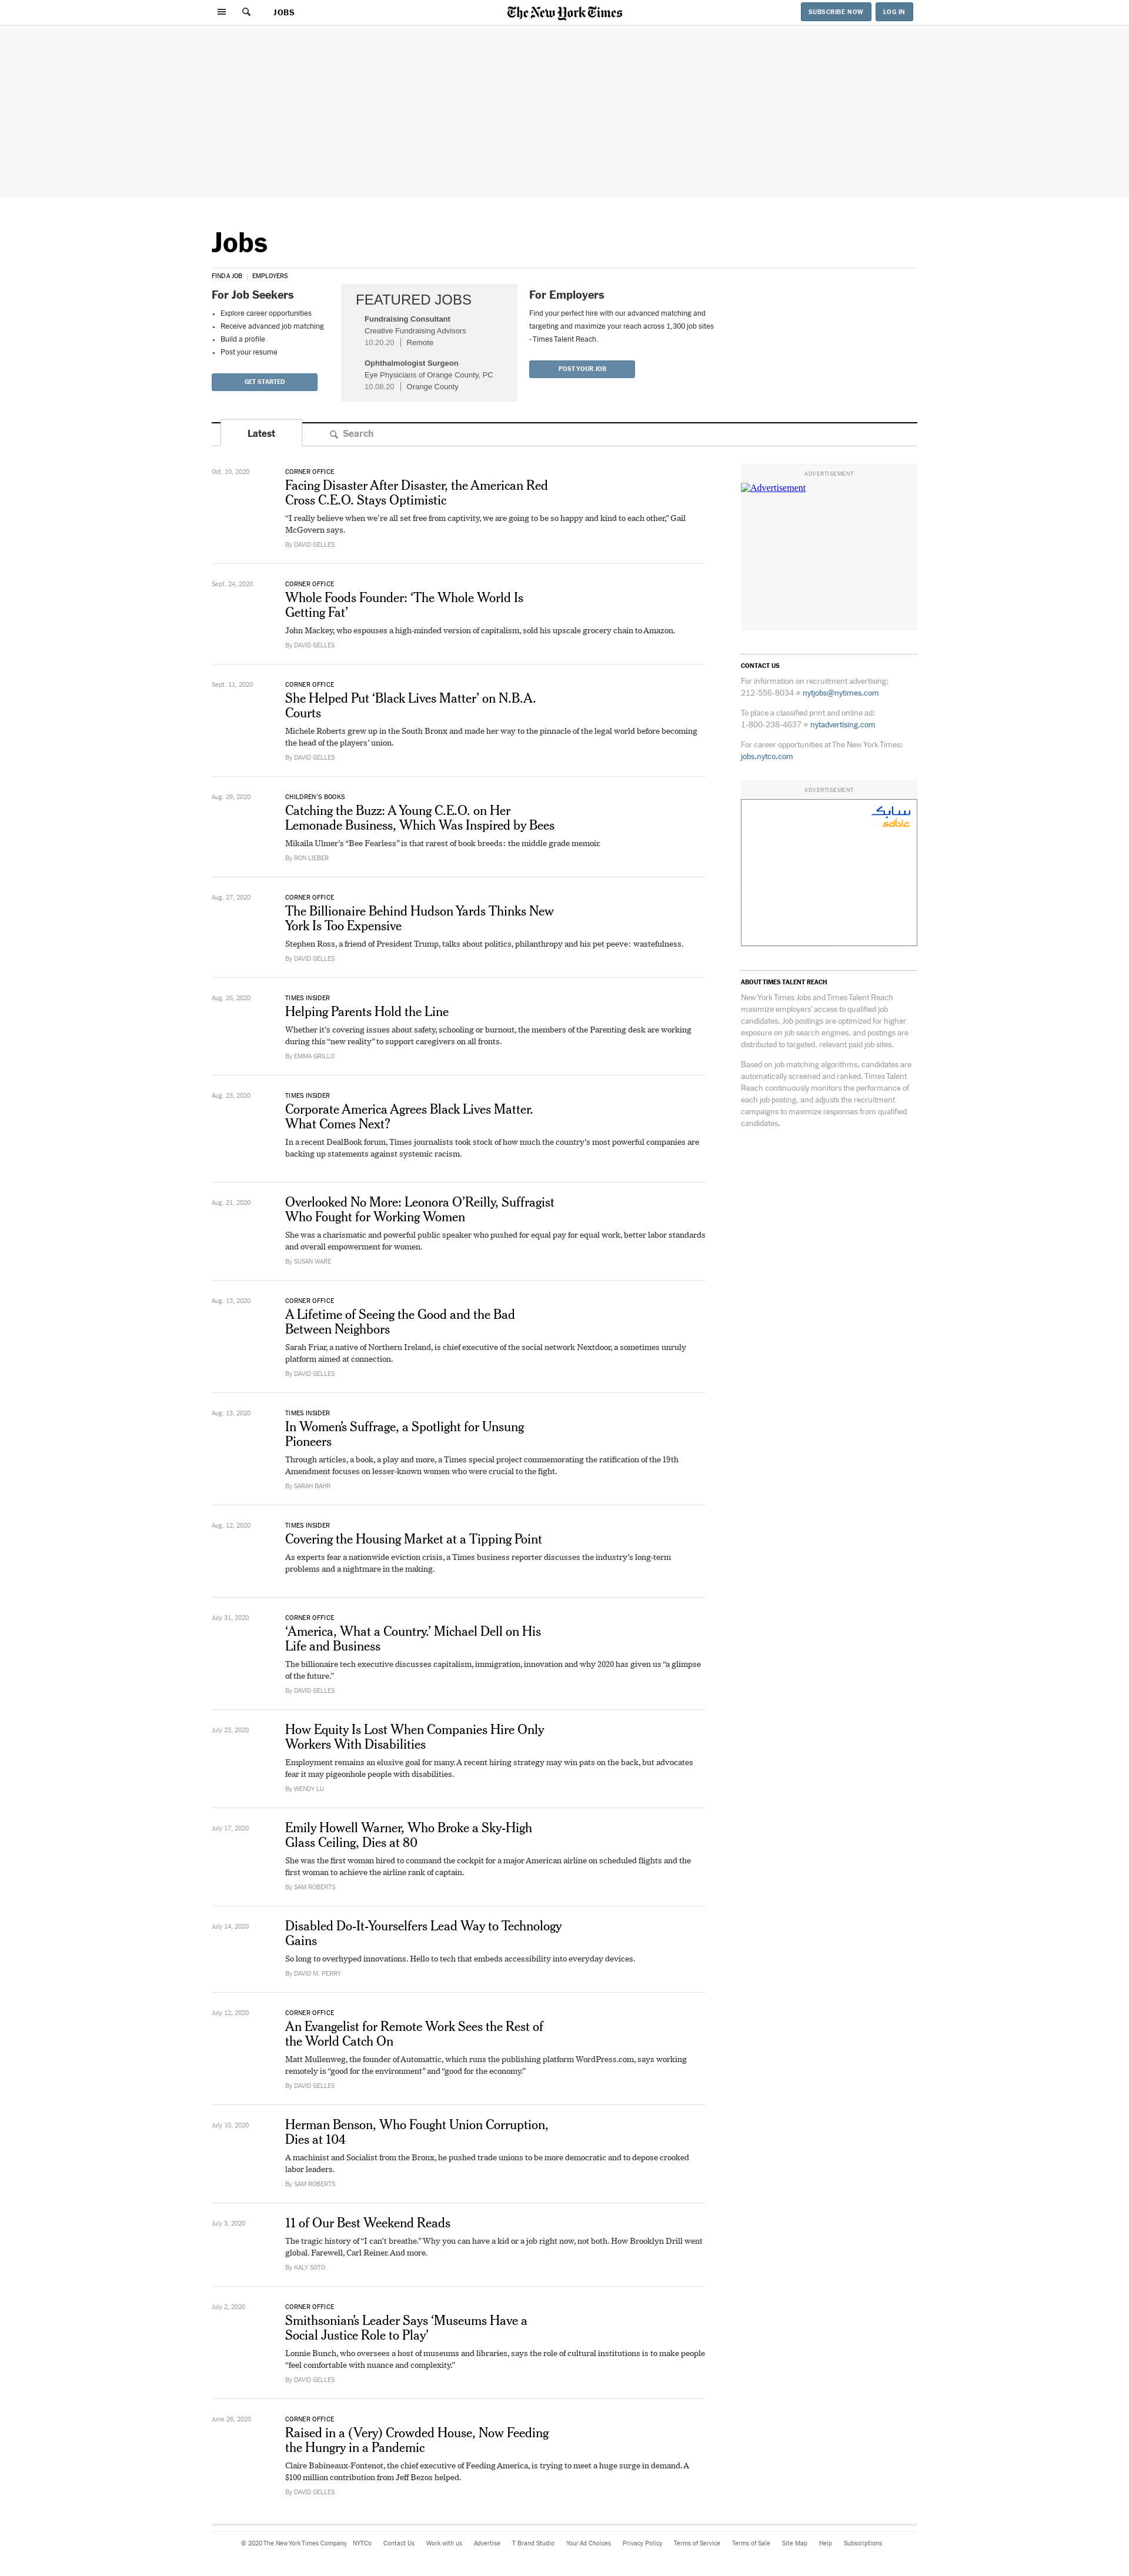 JOBS
The New York Times
SUBSCRIBE NOW
LOG IN
Jobs
FIND A JOB | EMPLOYERS
For Job Seekers
• Explore career opportunities
• Receive advanced job matching
• Build a profile
• Post your resume
GET STARTED
FEATURED JOBS
Fundraising Consultant
Creative Fundraising Advisors
10.20.20 | Remote
Ophthalmologist Surgeon
Eye Physicians of Orange County, PC
10.08.20 | Orange County
For Employers
Find your perfect hire with our advanced matching and
targeting and maximize your reach across 1,300 job sites
- Times Talent Reach.
POST YOUR JOB
Latest
Search
Oct. 10, 2020
CORNER OFFICE
Facing Disaster After Disaster, the American Red
Cross C.E.O. Stays Optimistic
“I really believe when we’re all set free from captivity, we are going to be so happy and kind to each other,” Gail
McGovern says.
By DAVID GELLES
Sept. 24, 2020
CORNER OFFICE
Whole Foods Founder: ‘The Whole World Is
Getting Fat’
John Mackey, who espouses a high-minded version of capitalism, sold his upscale grocery chain to Amazon.
By DAVID GELLES
Sept. 11, 2020
CORNER OFFICE
She Helped Put ‘Black Lives Matter’ on N.B.A.
Courts
Michele Roberts grew up in the South Bronx and made her way to the pinnacle of the legal world before becoming
the head of the players’ union.
By DAVID GELLES
Aug. 29, 2020
CHILDREN’S BOOKS
Catching the Buzz: A Young C.E.O. on Her
Lemonade Business, Which Was Inspired by Bees
Mikaila Ulmer’s “Bee Fearless” is that rarest of book breeds: the middle grade memoir.
By RON LIEBER
Aug. 27, 2020
CORNER OFFICE
The Billionaire Behind Hudson Yards Thinks New
York Is Too Expensive
Stephen Ross, a friend of President Trump, talks about politics, philanthropy and his pet peeve: wastefulness.
By DAVID GELLES
Aug. 25, 2020
TIMES INSIDER
Helping Parents Hold the Line
Whether it’s covering issues about safety, schooling or burnout, the members of the Parenting desk are working
during this “new reality” to support caregivers on all fronts.
By EMMA GRILLO
Aug. 23, 2020
TIMES INSIDER
Corporate America Agrees Black Lives Matter.
What Comes Next?
In a recent DealBook forum, Times journalists took stock of how much the country’s most powerful companies are
backing up statements against systemic racism.
Aug. 21, 2020
Overlooked No More: Leonora O’Reilly, Suffragist
Who Fought for Working Women
She was a charismatic and powerful public speaker who pushed for equal pay for equal work, better labor standards
and overall empowerment for women.
By SUSAN WARE
Aug. 13, 2020
CORNER OFFICE
A Lifetime of Seeing the Good and the Bad
Between Neighbors
Sarah Friar, a native of Northern Ireland, is chief executive of the social network Nextdoor, a sometimes unruly
platform aimed at connection.
By DAVID GELLES
Aug. 13, 2020
TIMES INSIDER
In Women’s Suffrage, a Spotlight for Unsung
Pioneers
Through articles, a book, a play and more, a Times special project commemorating the ratification of the 19th
Amendment focuses on lesser-known women who were crucial to the fight.
By SARAH BAHR
Aug. 12, 2020
TIMES INSIDER
Covering the Housing Market at a Tipping Point
As experts fear a nationwide eviction crisis, a Times business reporter discusses the industry’s long-term
problems and a nightmare in the making.
July 31, 2020
CORNER OFFICE
‘America, What a Country.’ Michael Dell on His
Life and Business
The billionaire tech executive discusses capitalism, immigration, innovation and why 2020 has given us “a glimpse
of the future.”
By DAVID GELLES
July 23, 2020
How Equity Is Lost When Companies Hire Only
Workers With Disabilities
Employment remains an elusive goal for many. A recent hiring strategy may win pats on the back, but advocates
fear it may pigeonhole people with disabilities.
By WENDY LU
July 17, 2020
Emily Howell Warner, Who Broke a Sky-High
Glass Ceiling, Dies at 80
She was the first woman hired to command the cockpit for a major American airline on scheduled flights and the
first woman to achieve the airline rank of captain.
By SAM ROBERTS
July 14, 2020
Disabled Do-It-Yourselfers Lead Way to Technology
Gains
So long to overhyped innovations. Hello to tech that embeds accessibility into everyday devices.
By DAVID M. PERRY
July 12, 2020
CORNER OFFICE
An Evangelist for Remote Work Sees the Rest of
the World Catch On
Matt Mullenweg, the founder of Automattic, which runs the publishing platform WordPress.com, says working
remotely is “good for the environment” and “good for the economy.”
By DAVID GELLES
July 10, 2020
Herman Benson, Who Fought Union Corruption,
Dies at 104
A machinist and Socialist from the Bronx, he pushed trade unions to be more democratic and to depose crooked
labor leaders.
By SAM ROBERTS
July 3, 2020
11 of Our Best Weekend Reads
The tragic history of “I can’t breathe.” Why you can have a kid or a job right now, not both. How Brooklyn Drill went
global. Farewell, Carl Reiner. And more.
By KALY SOTO
July 2, 2020
CORNER OFFICE
Smithsonian’s Leader Says ‘Museums Have a
Social Justice Role to Play’
Lonnie Bunch, who oversees a host of museums and libraries, says the role of cultural institutions is to make people
“feel comfortable with nuance and complexity.”
By DAVID GELLES
June 26, 2020
CORNER OFFICE
Raised in a (Very) Crowded House, Now Feeding
the Hungry in a Pandemic
Claire Babineaux-Fontenot, the chief executive of Feeding America, is trying to meet a huge surge in demand. A
$100 million contribution from Jeff Bezos helped.
By DAVID GELLES
ADVERTISEMENT
Advertisement
CONTACT US
For information on recruitment advertising:
212-556-8034 ⋄ nytjobs@nytimes.com
To place a classified print and online ad:
1-800-238-4637 ⋄ nytadvertising.com
For career opportunities at The New York Times:
jobs.nytco.com
ADVERTISEMENT
سابك
sabic
ABOUT TIMES TALENT REACH
New York Times Jobs and Times Talent Reach
maximize employers’ access to qualified job
candidates. Job postings are optimized for higher
exposure on job search engines, and postings are
distributed to targeted, relevant paid job sites.
Based on job matching algorithms, candidates are
automatically screened and ranked. Times Talent
Reach continuously monitors the performance of
each job posting, and adjusts the recruitment
campaigns to maximize responses from qualified
candidates.
© 2020 The New York Times Company NYTCo Contact Us Work with us Advertise T Brand Studio Your Ad Choices Privacy Policy Terms of Service Terms of Sale Site Map Help Subscriptions